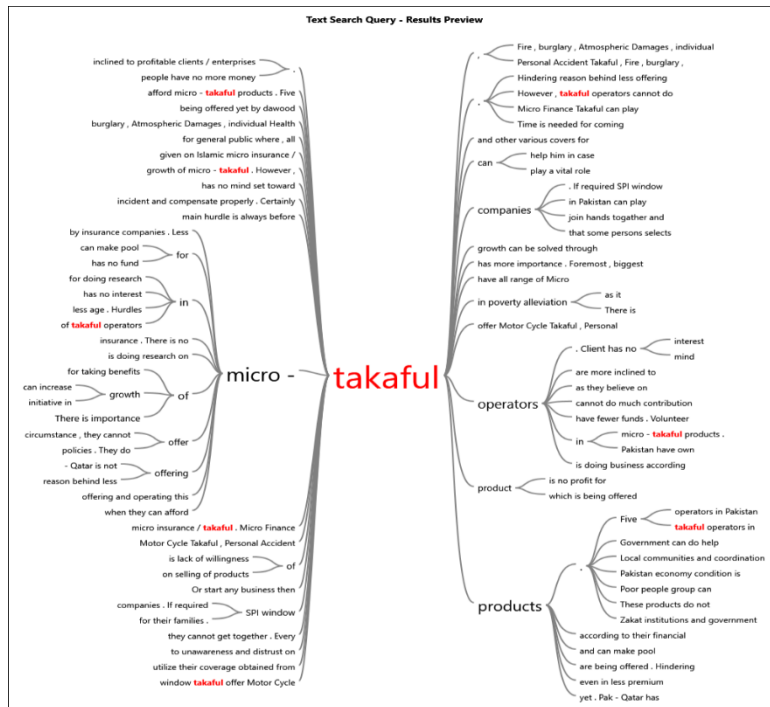 Text Search Query - Results Preview
inclined to profitable clients / enterprises
people have no more money
.
afford micro - takaful products . Five
being offered yet by dawood
burglary , Atmospheric Damages , individual Health
for general public where , all
given on Islamic micro insurance /
growth of micro - takaful . However ,
has no mind set toward
incident and compensate properly . Certainly
main hurdle is always before
by insurance companies . Less
can make pool
has no fund
for
for doing research
has no interest
less age . Hurdles
of takaful operators
in
insurance . There is no
is doing research on
for taking benefits
can increase
initiative in
growth
There is importance
of
circumstance , they cannot
policies . They do
offer
- Qatar is not
reason behind less
offering
offering and operating this
when they can afford
micro -
micro insurance / takaful . Micro Finance
Motor Cycle Takaful , Personal Accident
is lack of willingness
on selling of products
of
Or start any business then
companies . If required
for their families .
SPI window
they cannot get together . Every
to unawareness and distrust on
utilize their coverage obtained from
window takaful offer Motor Cycle
takaful
,
Fire , burglary , Atmospheric Damages , individual
Personal Accident Takaful , Fire , burglary ,
.
Hindering reason behind less offering
However , takaful operators cannot do
Micro Finance Takaful can play
Time is needed for coming
and other various covers for
can
help him in case
play a vital role
companies
. If required SPI window
in Pakistan can play
join hands togather and
that some persons selects
growth can be solved through
has more importance . Foremost , biggest
have all range of Micro
in poverty alleviation
as it
There is
offer Motor Cycle Takaful , Personal
operators
. Client has no
interest
mind
are more inclined to
as they believe on
cannot do much contribution
have fewer funds . Volunteer
in
micro - takaful products .
Pakistan have own
is doing business according
product
is no profit for
which is being offered
products
.
Five
operators in Pakistan
takaful operators in
Government can do help
Local communities and coordination
Pakistan economy condition is
Poor people group can
These products do not
Zakat institutions and government
according to their financial
and can make pool
are being offered . Hindering
even in less premium
yet . Pak - Qatar has